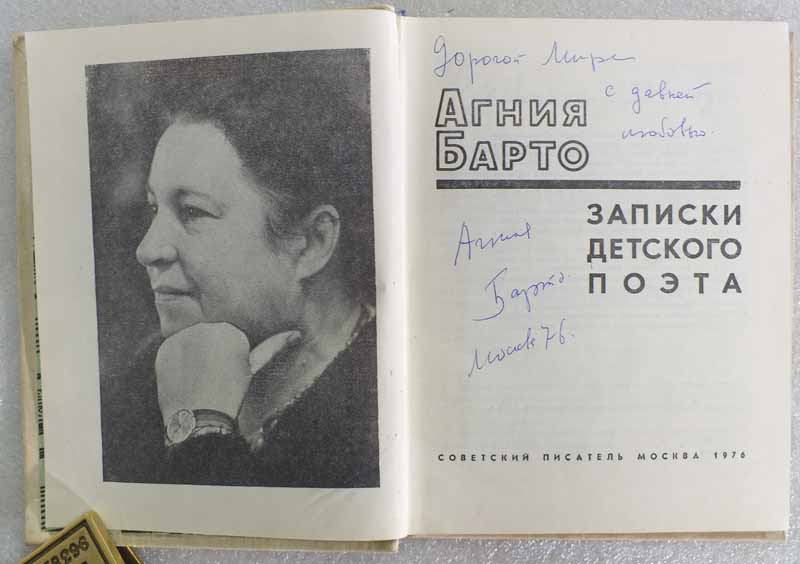 Дорогой Мире
с давней
любовью.
АГНИЯ
БАРТО
ЗАПИСКИ
ДЕТСКОГО
ПОЭТА
Агния
Барто.
Москва 76.
СОВЕТСКИЙ ПИСАТЕЛЬ МОСКВА 1976